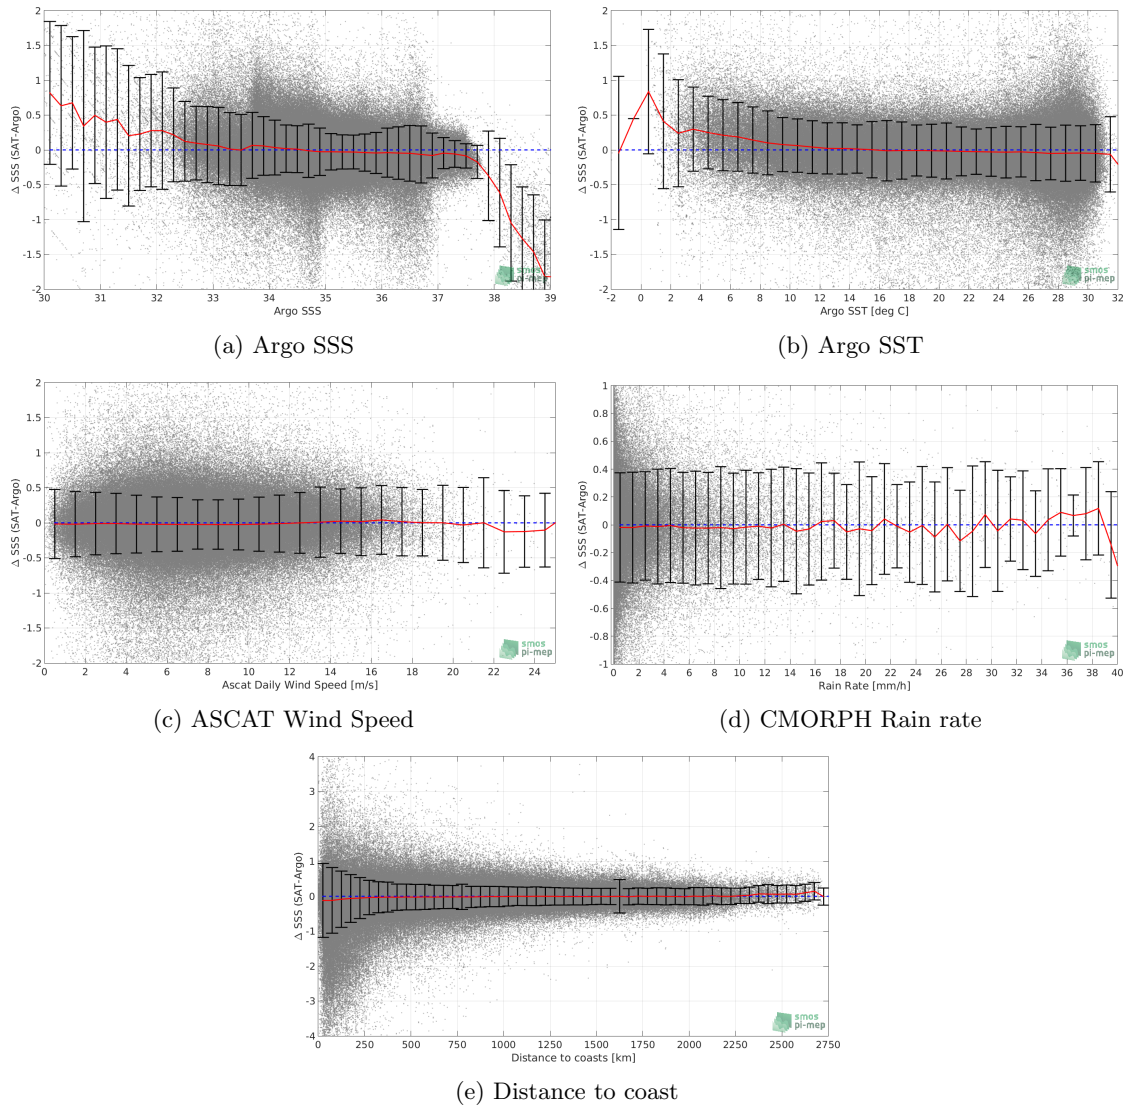 2
1.5
1
0.5
0
-0.5
-1
-1.5
-2
Δ SSS (SAT-Argo)
30 31 32 33 34 35 36 37 38 39
Argo SSS
smos
pi-mep
(a) Argo SSS
2
1.5
1
0.5
0
-0.5
-1
-1.5
-2
Δ SSS (SAT-Argo)
-2 0 2 4 6 8 10 12 14 16 18 20 22 24 26 28 30 32
Argo SST [deg C]
smos
pi-mep
(b) Argo SST
2
1.5
1
0.5
0
-0.5
-1
-1.5
-2
Δ SSS (SAT-Argo)
0 2 4 6 8 10 12 14 16 18 20 22 24
Ascat Daily Wind Speed [m/s]
smos
pi-mep
(c) ASCAT Wind Speed
1
0.8
0.6
0.4
0.2
0
-0.2
-0.4
-0.6
-0.8
-1
Δ SSS (SAT-Argo)
0 2 4 6 8 10 12 14 16 18 20 22 24 26 28 30 32 34 36 38 40
Rain Rate [mm/h]
smos
pi-mep
(d) CMORPH Rain rate
4
3
2
1
0
-1
-2
-3
-4
Δ SSS (SAT-Argo)
0 250 500 750 1000 1250 1500 1750 2000 2250 2500 2750
Distance to coasts [km]
smos
pi-mep
(e) Distance to coast